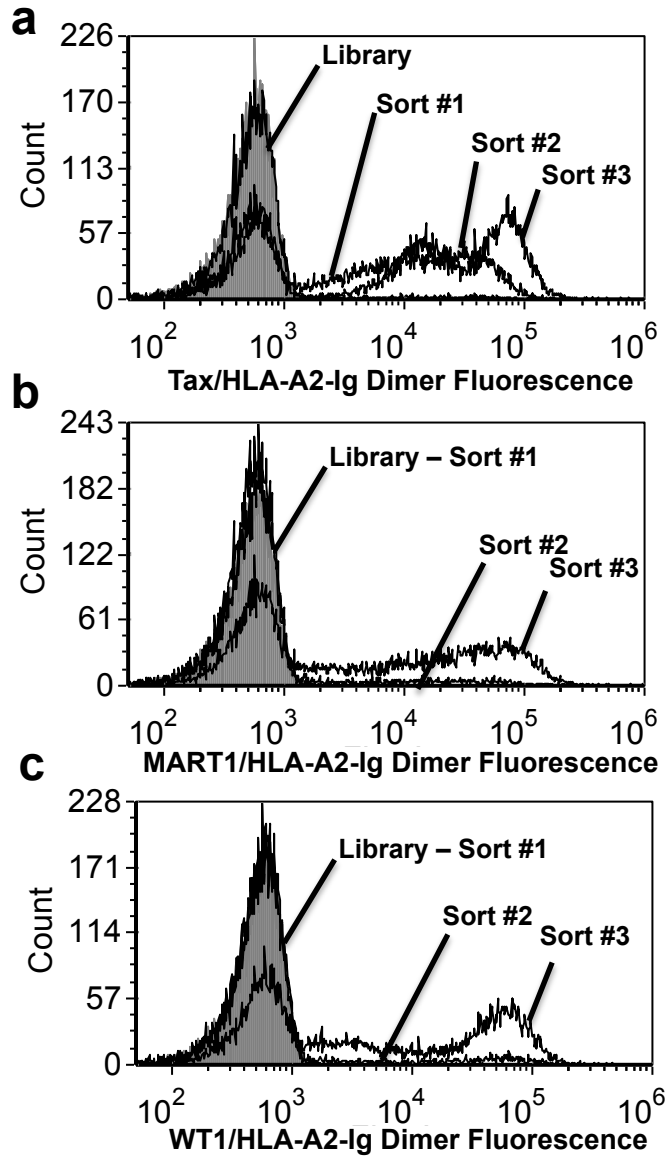 a
226
170
113
57
0
Count
Library
Sort #1
Sort #2
Sort #3
10^2 10^3 10^4 10^5 10^6
Tax/HLA-A2-Ig Dimer Fluorescence
b
243
182
122
61
0
Count
Library – Sort #1
Sort #2
Sort #3
10^2 10^3 10^4 10^5 10^6
MART1/HLA-A2-Ig Dimer Fluorescence
c
228
171
114
57
0
Count
Library – Sort #1
Sort #2
Sort #3
10^2 10^3 10^4 10^5 10^6
WT1/HLA-A2-Ig Dimer Fluorescence